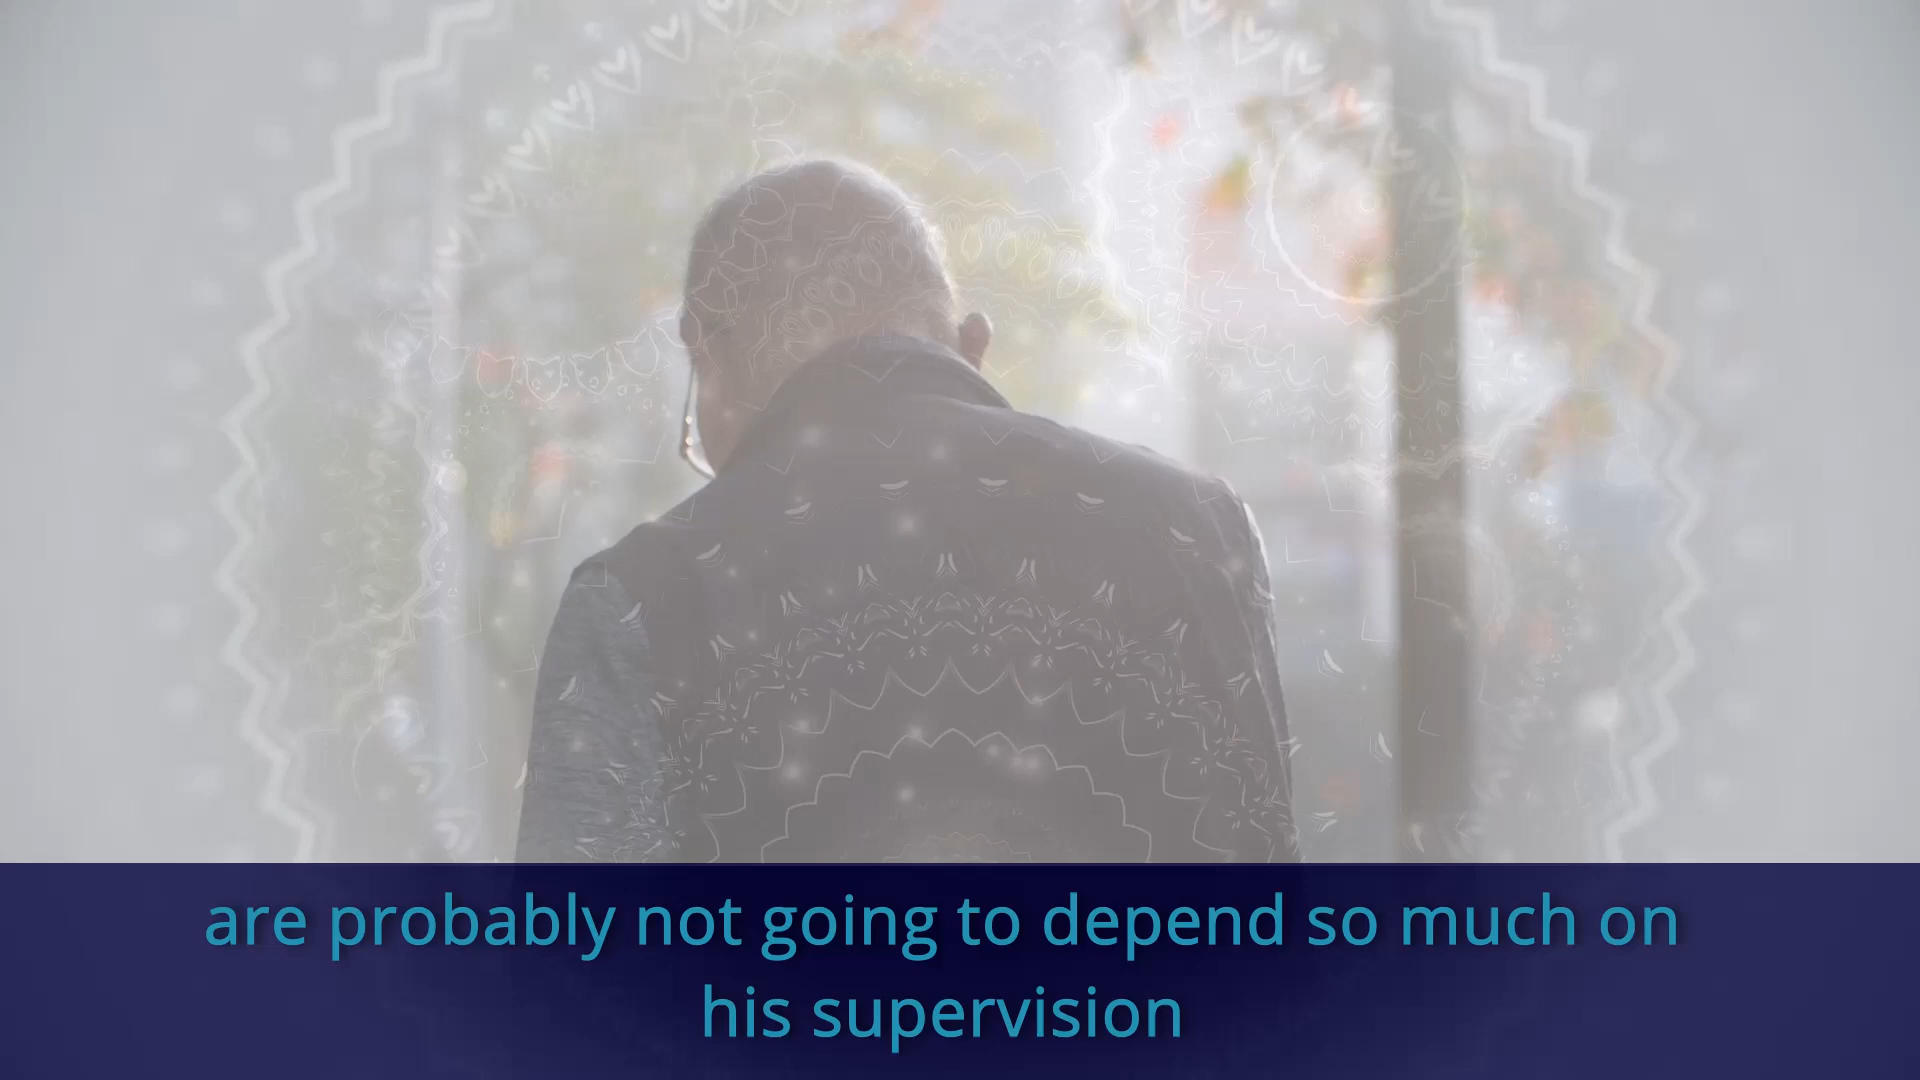 are probably not going to depend so much on
his supervision